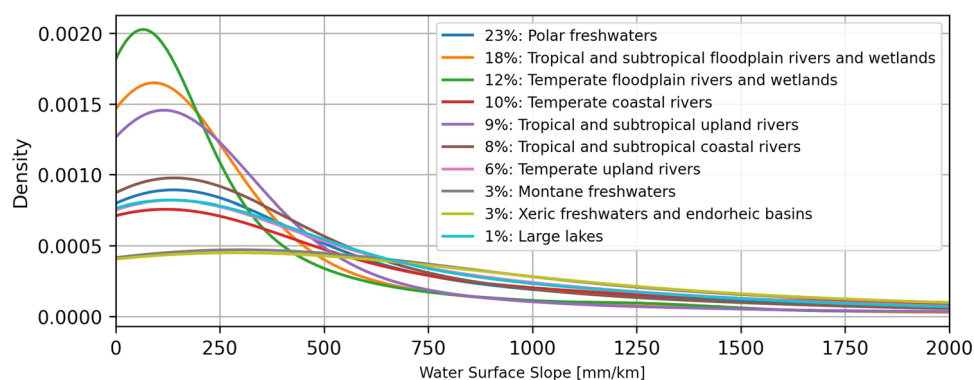 0.0020
0.0015
0.0010
0.0005
0.0000
Density
23%: Polar freshwaters
18%: Tropical and subtropical floodplain rivers and wetlands
12%: Temperate floodplain rivers and wetlands
10%: Temperate coastal rivers
9%: Tropical and subtropical upland rivers
8%: Tropical and subtropical coastal rivers
6%: Temperate upland rivers
3%: Montane freshwaters
3%: Xeric freshwaters and endorheic basins
1%: Large lakes
0 250 500 750 1000 1250 1500 1750 2000
Water Surface Slope [mm/km]